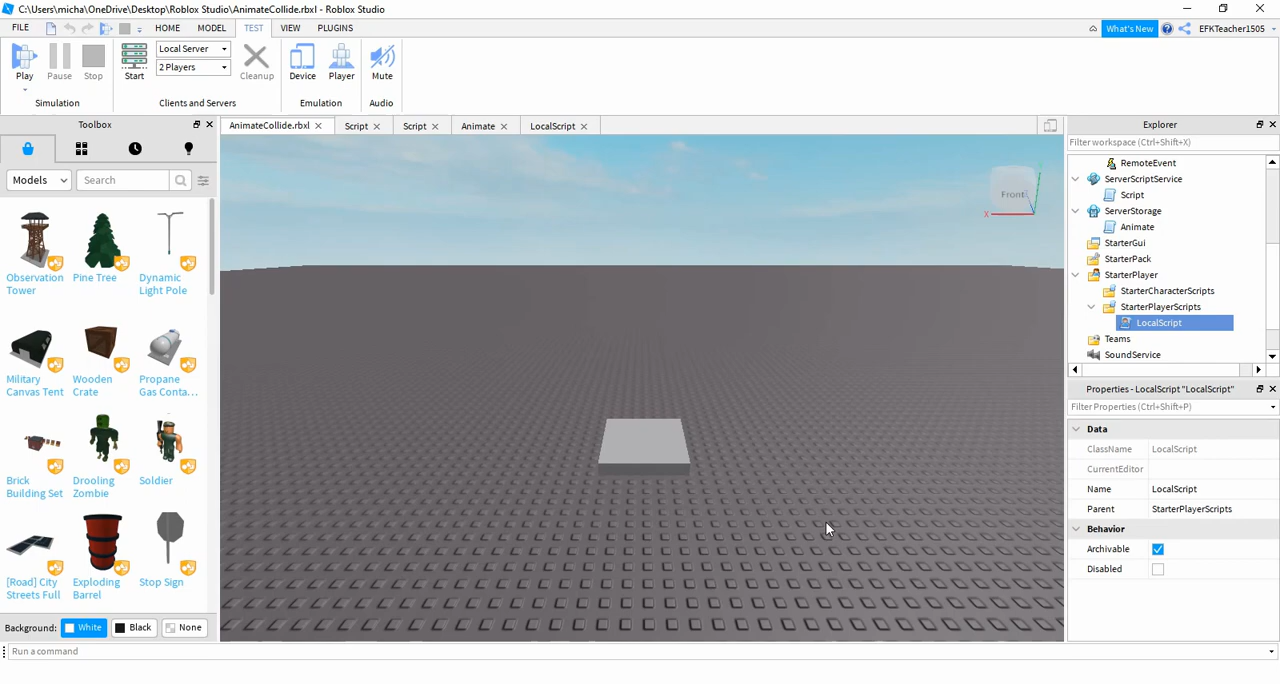 C:\Users\micha\OneDrive\Desktop\Roblox Studio\AnimateCollide.rbxl - Roblox Studio
FILE HOME MODEL TEST VIEW PLUGINS
What's New EFKTeacher1505
Play Pause Stop
Simulation
Start Local Server
2 Players
Cleanup
Clients and Servers
Device Player
Emulation
Mute
Audio
Toolbox
AnimateCollide.rbxl Script Script Animate LocalScript
Models Search
Observation Tower
Pine Tree
Dynamic Light Pole
Military Canvas Tent
Wooden Crate
Propane Gas Conta...
Brick Building Set
Drooling Zombie
Soldier
[Road] City Streets Full
Exploding Barrel
Stop Sign
Background: White Black None
Front
X
Explorer
Filter workspace (Ctrl+Shift+X)
RemoteEvent
ServerScriptService
Script
ServerStorage
Animate
StarterGui
StarterPack
StarterPlayer
StarterCharacterScripts
StarterPlayerScripts
LocalScript
Teams
SoundService
Properties - LocalScript "LocalScript"
Filter Properties (Ctrl+Shift+P)
Data
ClassName LocalScript
CurrentEditor
Name LocalScript
Parent StarterPlayerScripts
Behavior
Archivable
Disabled
Run a command